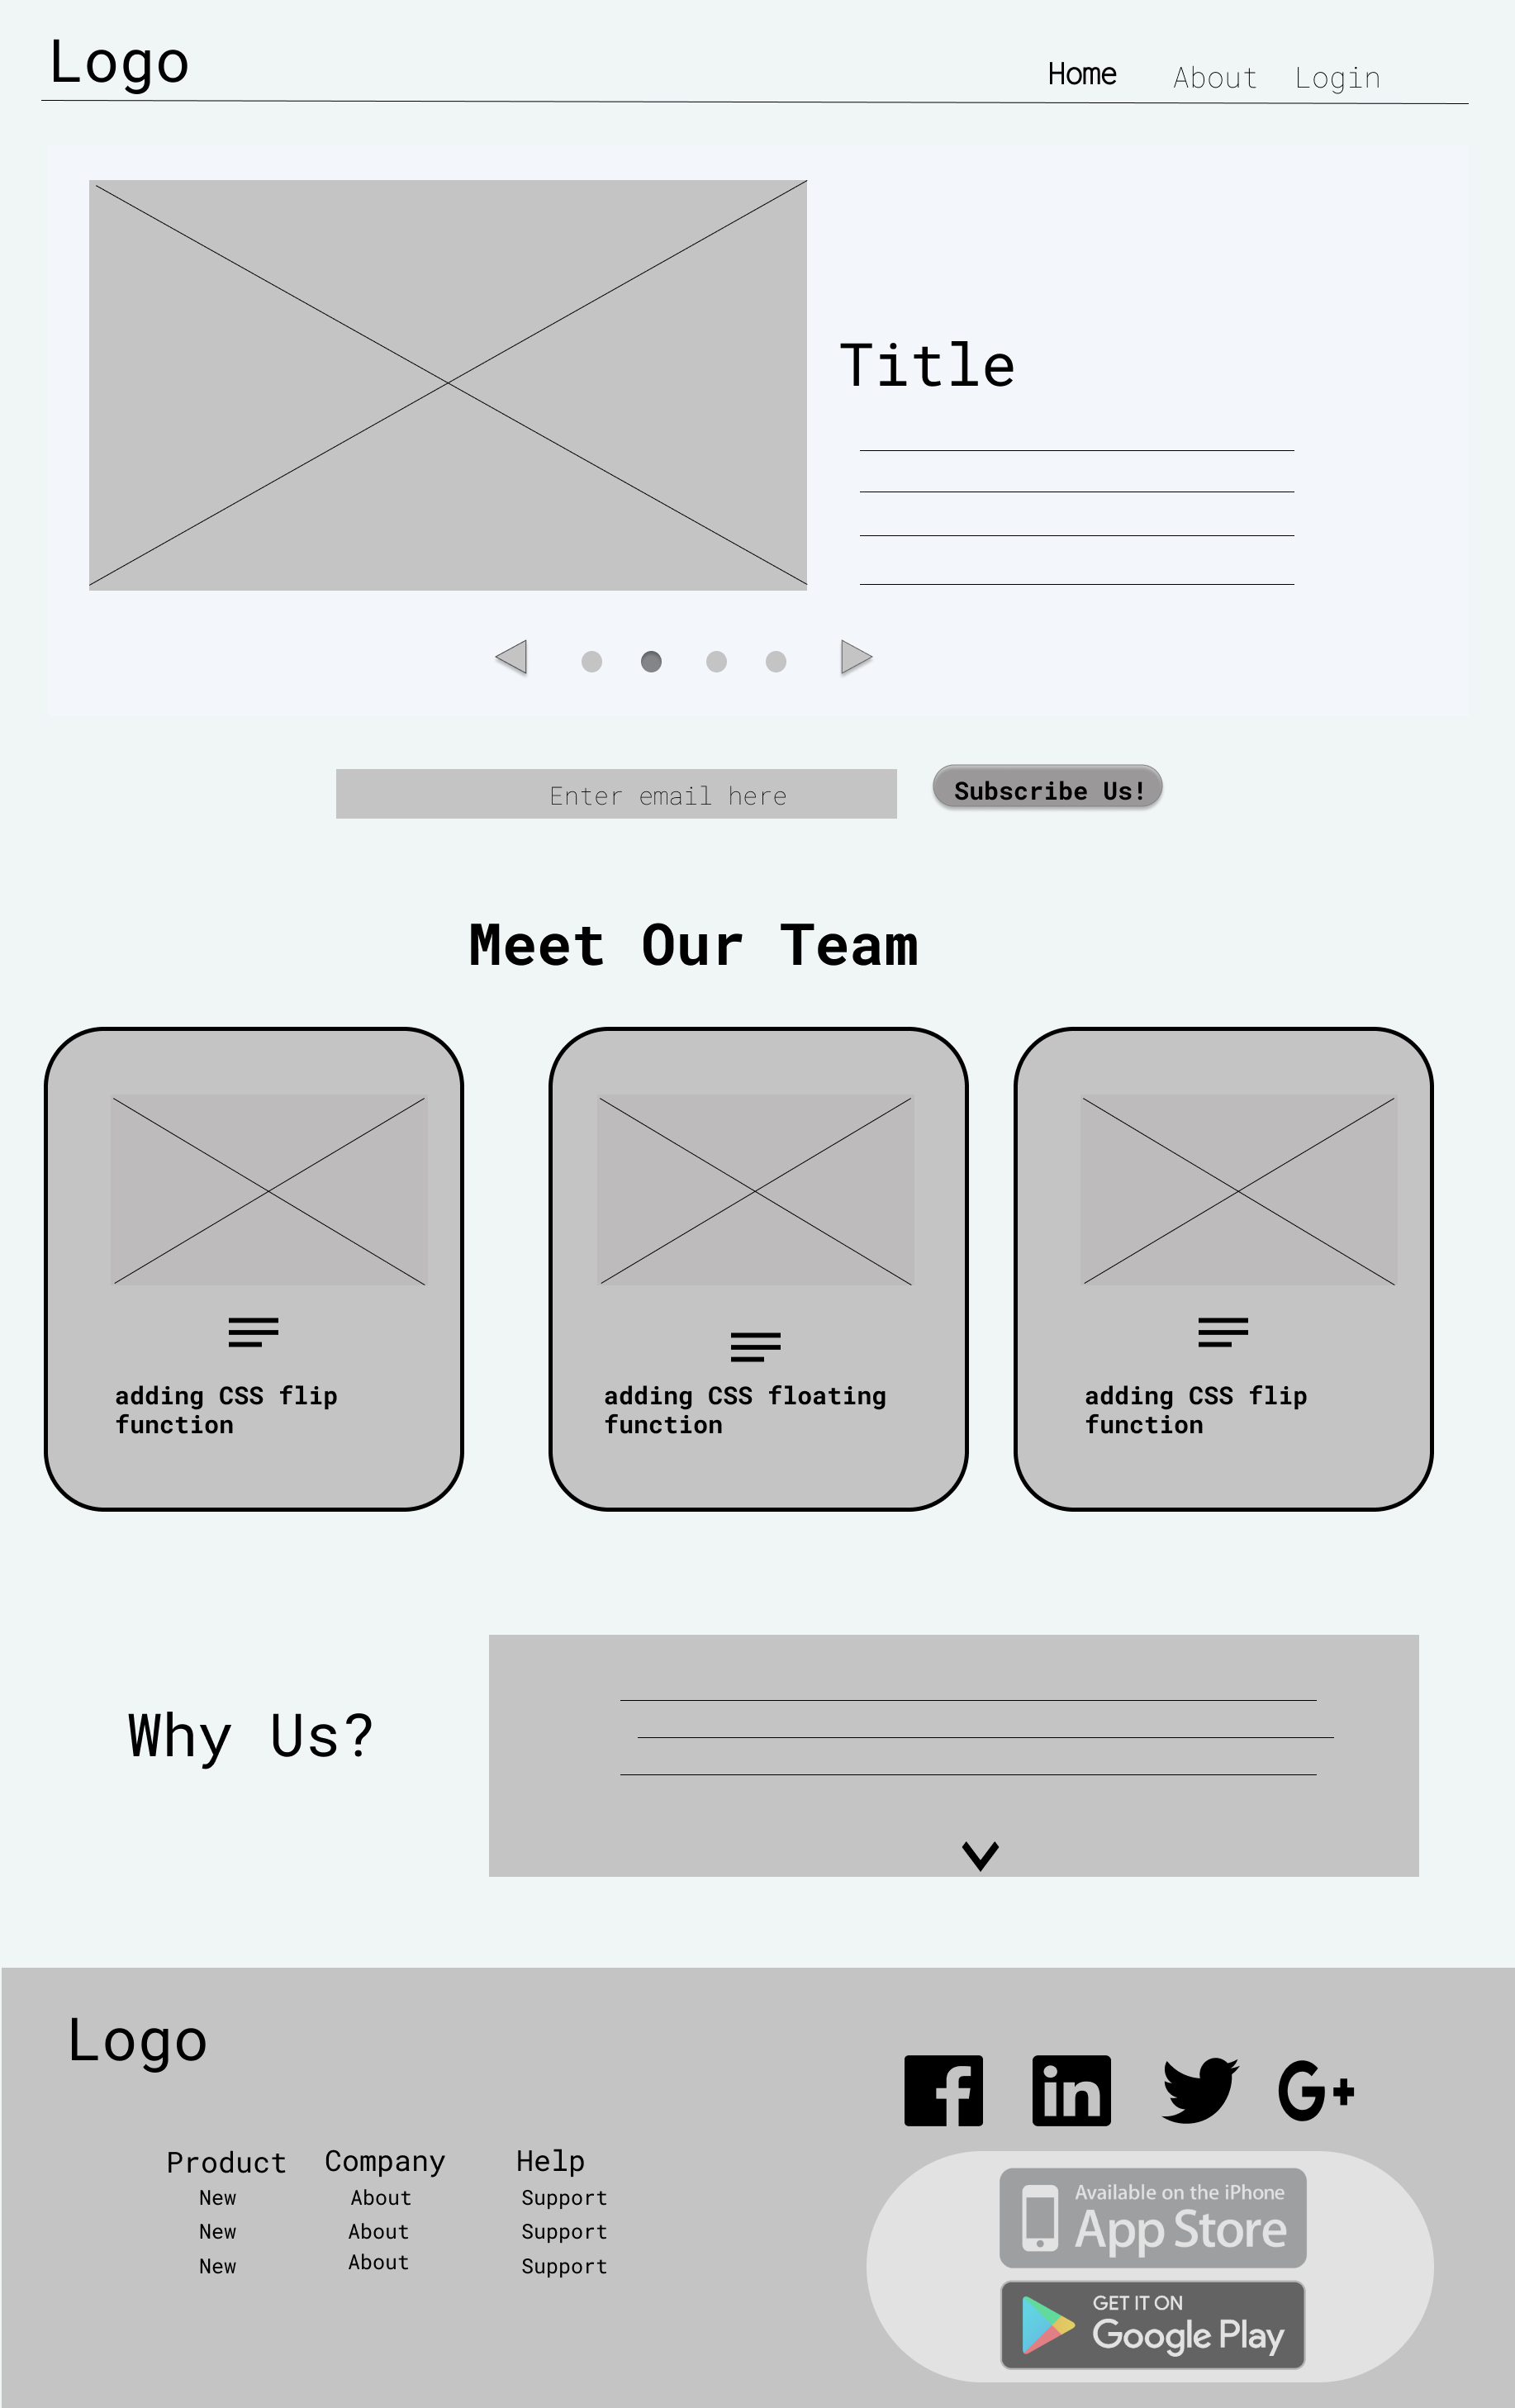 Logo
Home About Login
Title
Enter email here
Subscribe Us!
Meet Our Team
adding CSS flip
function
adding CSS floating
function
adding CSS flip
function
Why Us?
Logo
Product
New
New
New
Company
About
About
About
Help
Support
Support
Support
f
in
G+
Available on the iPhone
App Store
GET IT ON
Google Play